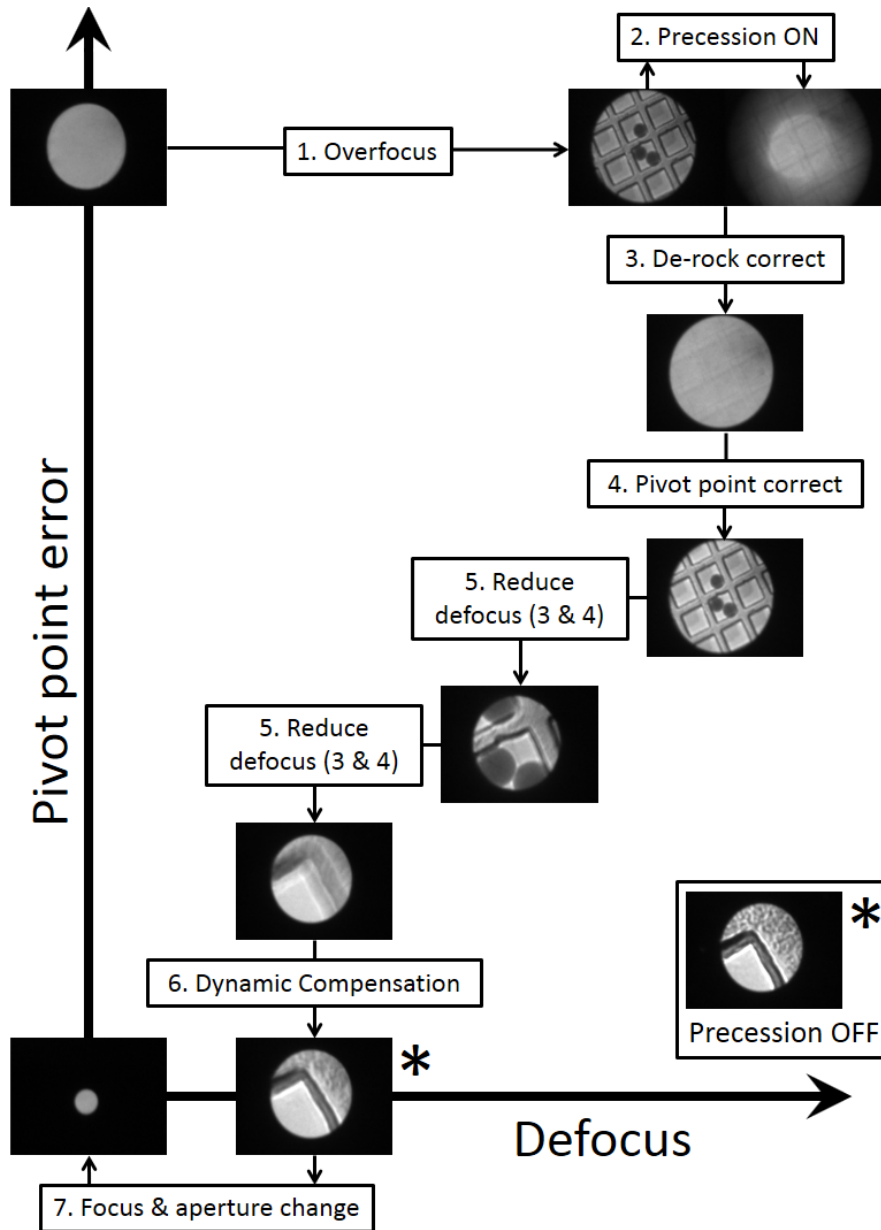 2. Precession ON
1. Overfocus
3. De-rock correct
4. Pivot point correct
5. Reduce
defocus (3 & 4)
5. Reduce
defocus (3 & 4)
Pivot point error
*
Precession OFF
6. Dynamic Compensation
*
Defocus
7. Focus & aperture change